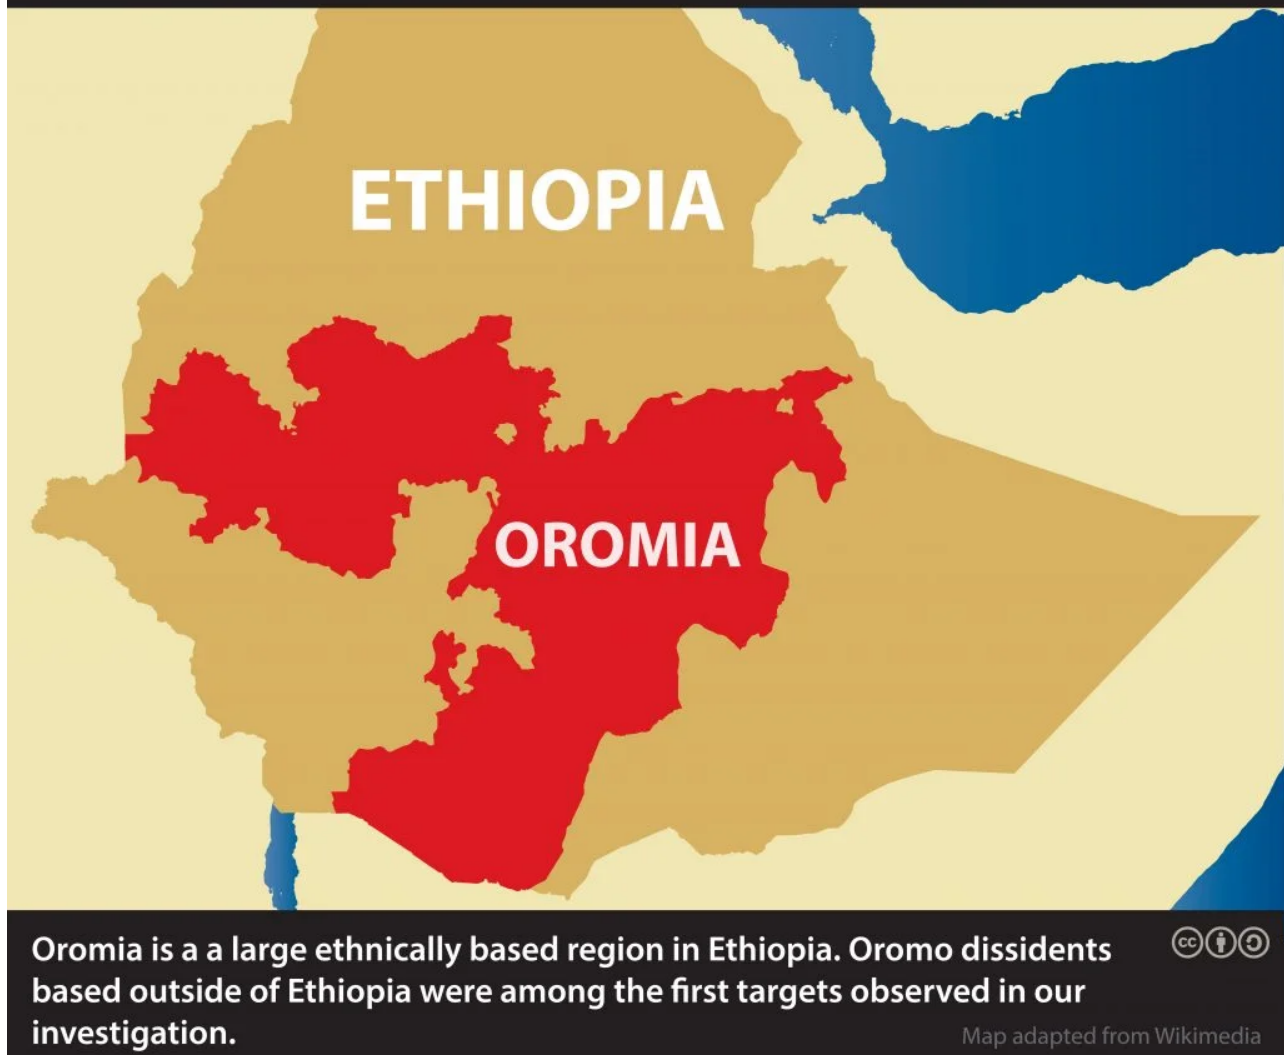 ETHIOPIA
OROMIA
Oromia is a a large ethnically based region in Ethiopia. Oromo dissidents
based outside of Ethiopia were among the first targets observed in our
investigation.
cc
Map adapted from Wikimedia